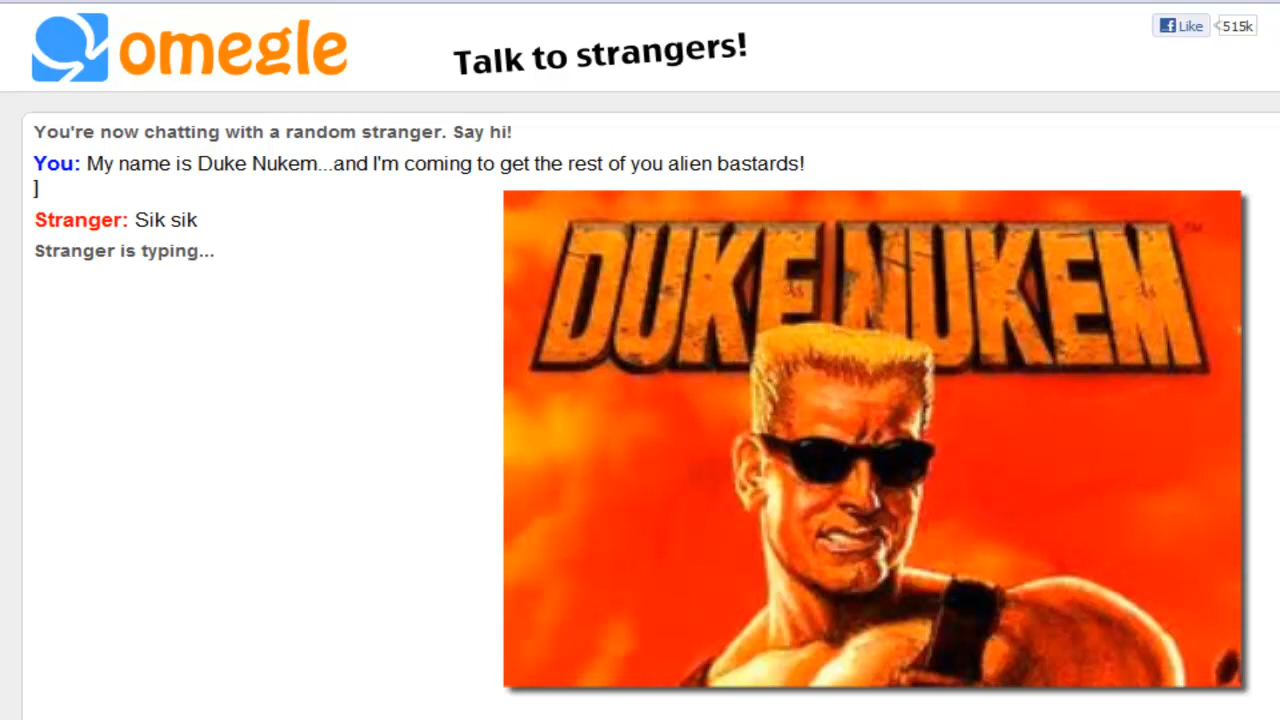 omegle
Talk to strangers!
Like
515k
You're now chatting with a random stranger. Say hi!
You: My name is Duke Nukem...and I'm coming to get the rest of you alien bastards!
]
Stranger: Sik sik
Stranger is typing...
DUKE NUKEM
TM